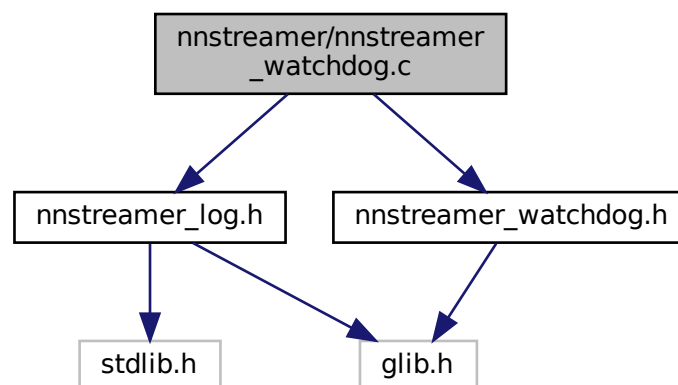 nnstreamer/nnstreamer
_watchdog.c
nnstreamer_log.h
nnstreamer_watchdog.h
stdlib.h
glib.h